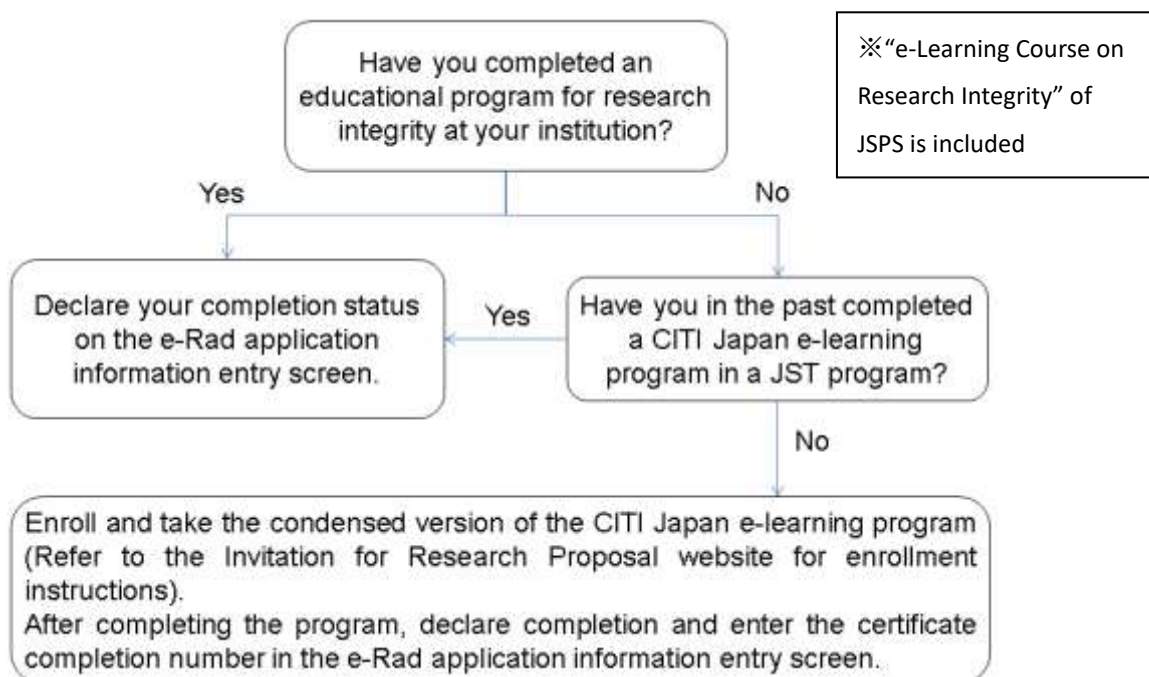 Have you completed an
educational program for research
integrity at your institution?
※“e-Learning Course on
Research Integrity” of
JSPS is included
Yes
No
Declare your completion status
on the e-Rad application
information entry screen.
Yes
Have you in the past completed
a CITI Japan e-learning
program in a JST program?
No
Enroll and take the condensed version of the CITI Japan e-learning program
(Refer to the Invitation for Research Proposal website for enrollment
instructions).
After completing the program, declare completion and enter the certificate
completion number in the e-Rad application information entry screen.